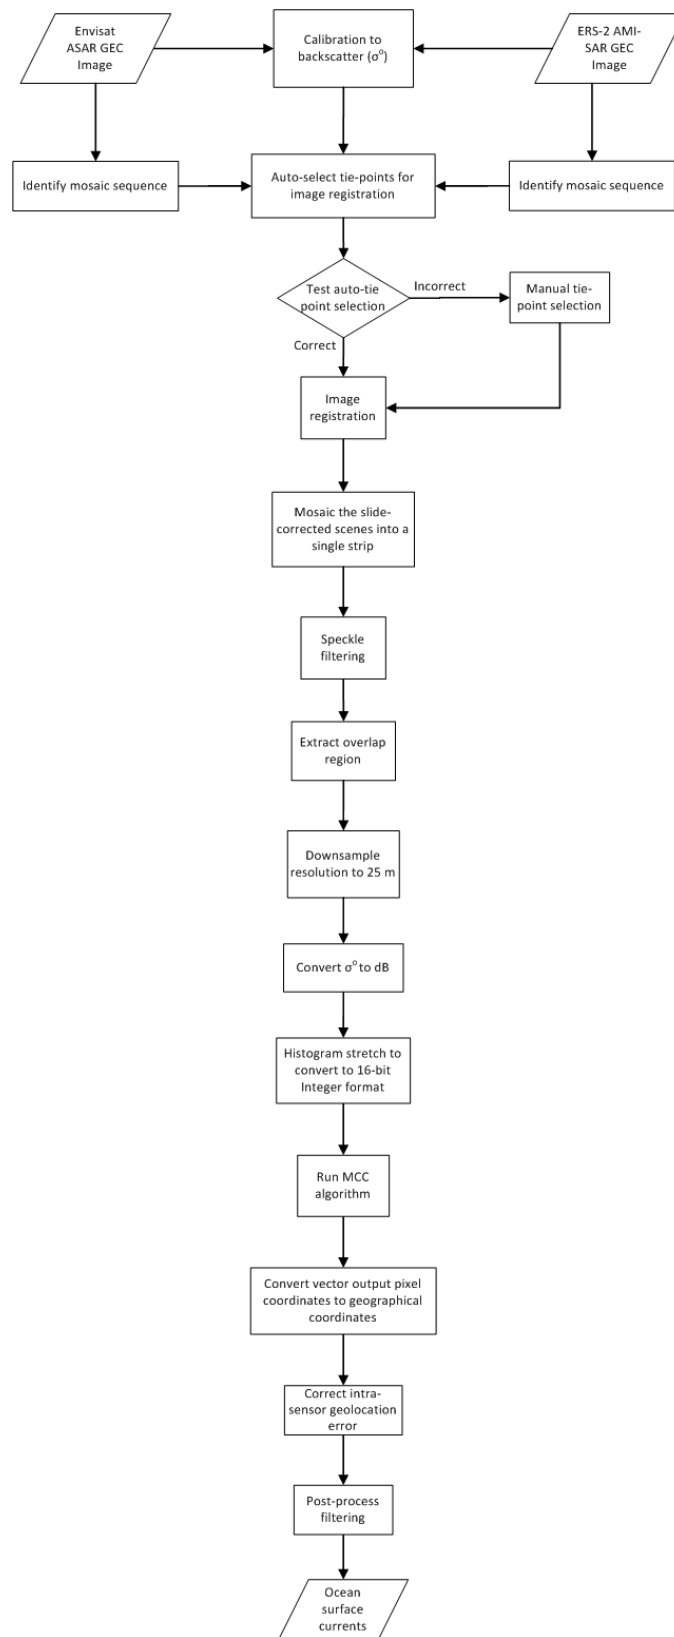 Envisat
ASAR GEC
Image
Calibration to
backscatter (σ⁰)
ERS-2 AMI-
SAR GEC
Image
Identify mosaic sequence
Auto-select tie-points for
image registration
Identify mosaic sequence
Test auto-tie
point selection
Incorrect
Manual tie-
point selection
Correct
Image
registration
Mosaic the slide-
corrected scenes into a
single strip
Speckle
filtering
Extract overlap
region
Downsample
resolution to 25 m
Convert σ⁰ to dB
Histogram stretch to
convert to 16-bit
Integer format
Run MCC
algorithm
Convert vector output pixel
coordinates to geographical
coordinates
Correct intra-
sensor geolocation
error
Post-process
filtering
Ocean
surface
currents